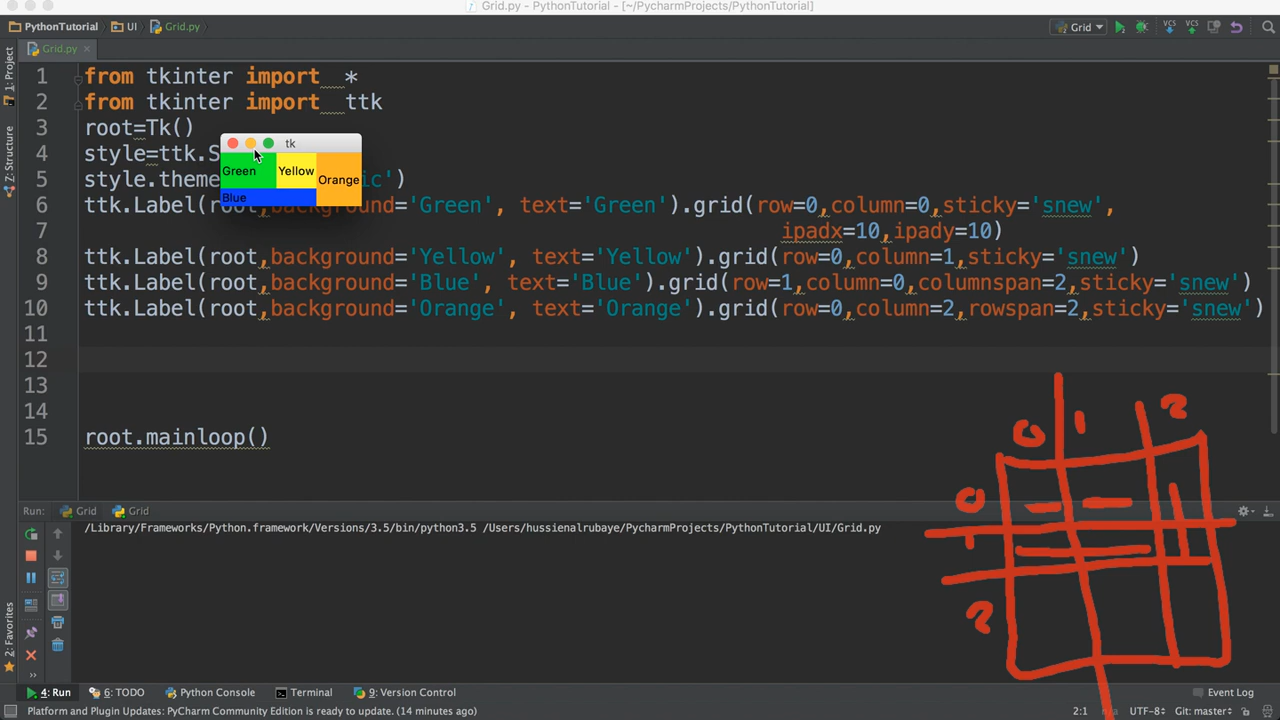 Grid.py - PythonTutorial - [~/PycharmProjects/PythonTutorial]
PythonTutorial UI Grid.py Grid VCS VCS
Grid.py
1: Project
Z: Structure
2: Favorites
1 from tkinter import *
2 from tkinter import ttk
3 root=Tk()
4 style=ttk.S
5 style.theme ic')
6 ttk.Label(root,background='Green', text='Green').grid(row=0,column=0,sticky='snew',
7 ipadx=10,ipady=10)
8 ttk.Label(root,background='Yellow', text='Yellow').grid(row=0,column=1,sticky='snew')
9 ttk.Label(root,background='Blue', text='Blue').grid(row=1,column=0,columnspan=2,sticky='snew')
10 ttk.Label(root,background='Orange', text='Orange').grid(row=0,column=2,rowspan=2,sticky='snew')
11
12
13
14
15 root.mainloop()
tk
Green Yellow Orange
Blue
0 1 2
0
1
2
Run: Grid Grid
/Library/Frameworks/Python.framework/Versions/3.5/bin/python3.5 /Users/hussienalrubaye/PycharmProjects/PythonTutorial/UI/Grid.py
4: Run 6: TODO Python Console Terminal 9: Version Control Event Log
Platform and Plugin Updates: PyCharm Community Edition is ready to update. (14 minutes ago) 2:1 UTF-8 Git: master